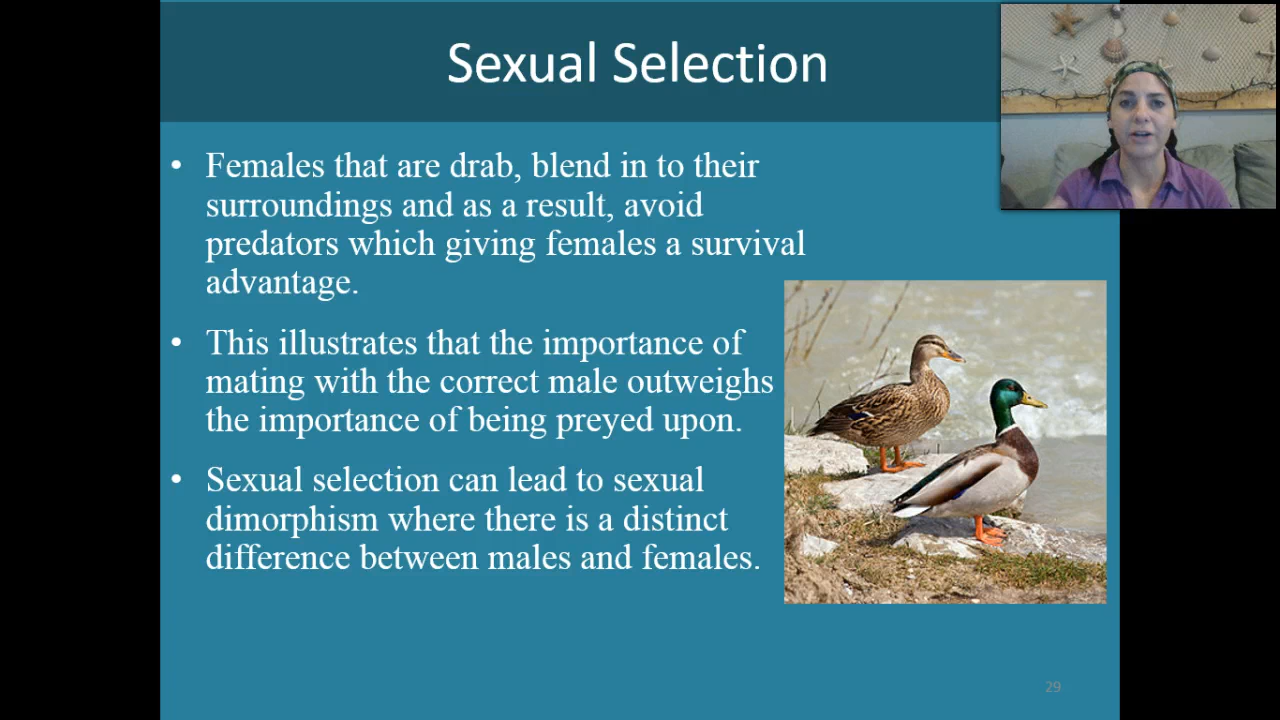 Sexual Selection
• Females that are drab, blend in to their
surroundings and as a result, avoid
predators which giving females a survival
advantage.
• This illustrates that the importance of
mating with the correct male outweighs
the importance of being preyed upon.
• Sexual selection can lead to sexual
dimorphism where there is a distinct
difference between males and females.
29